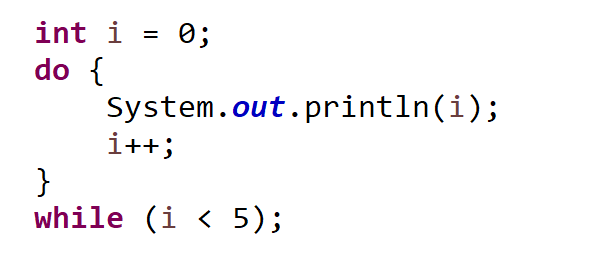 int i = 0;
do {
    System.out.println(i);
    i++;
}
while (i < 5);